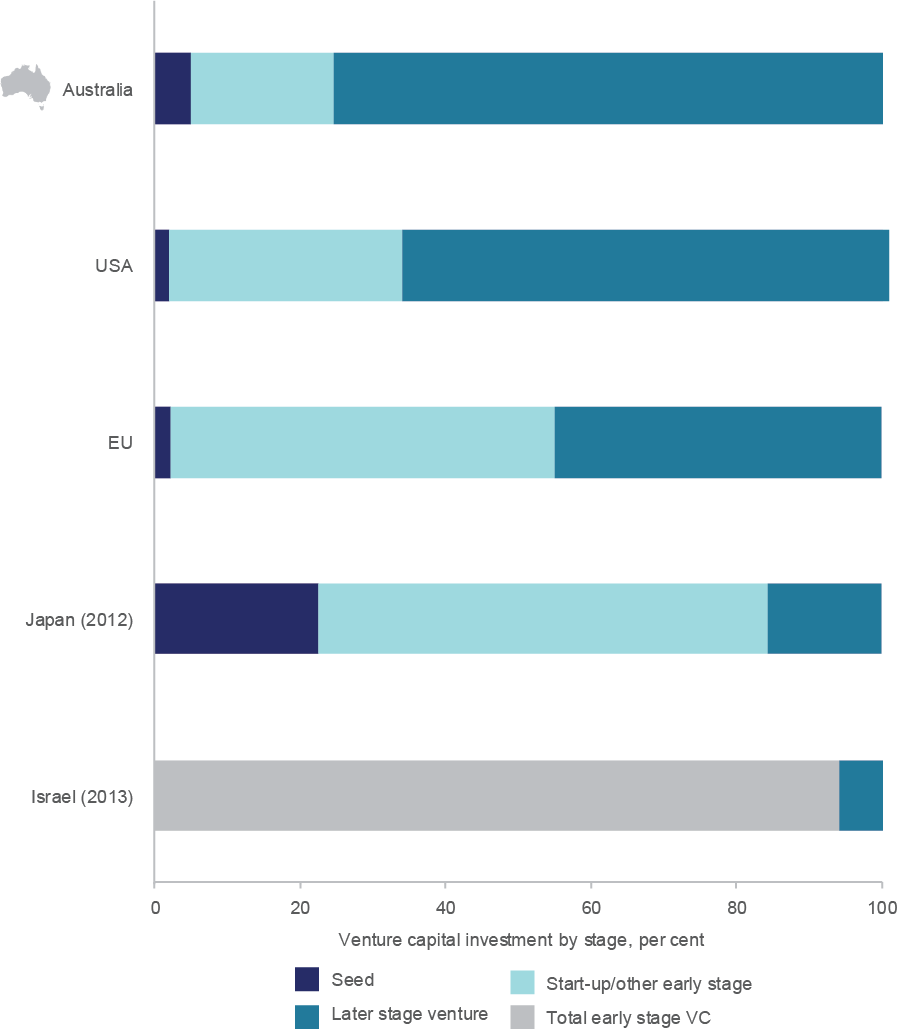 Australia
USA
EU
Japan (2012)
Israel (2013)
0 20 40 60 80 100
Venture capital investment by stage, per cent
Seed
Start-up/other early stage
Later stage venture
Total early stage VC